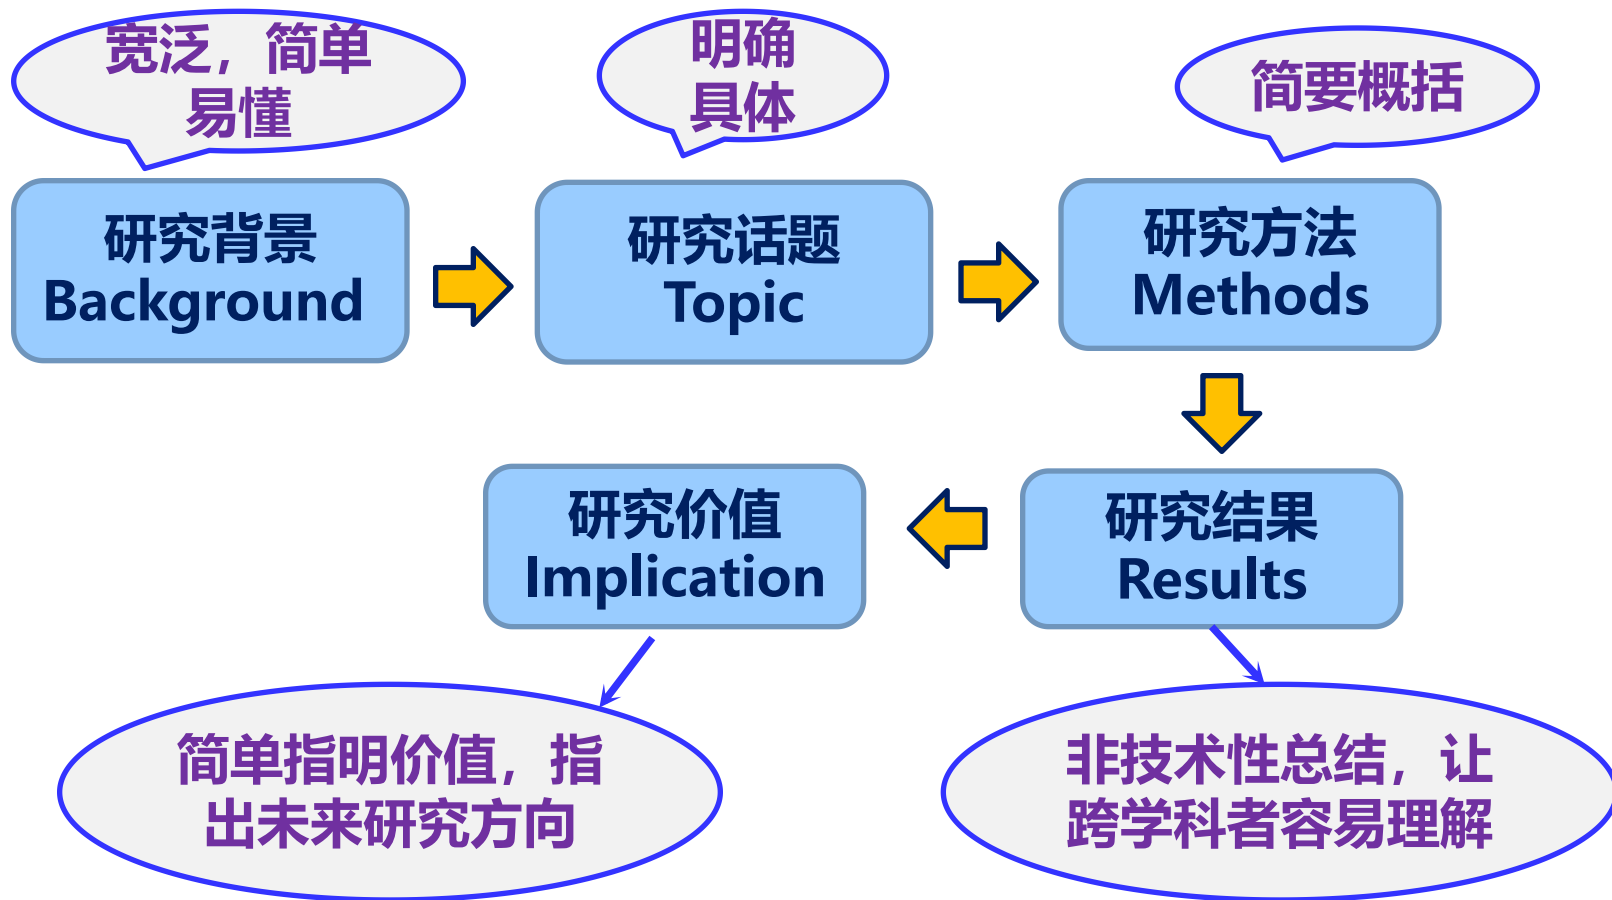 宽泛，简单
易懂
明确
具体
简要概括
研究背景
Background
研究话题
Topic
研究方法
Methods
研究价值
Implication
研究结果
Results
简单指明价值，指
出未来研究方向
非技术性总结，让
跨学科者容易理解